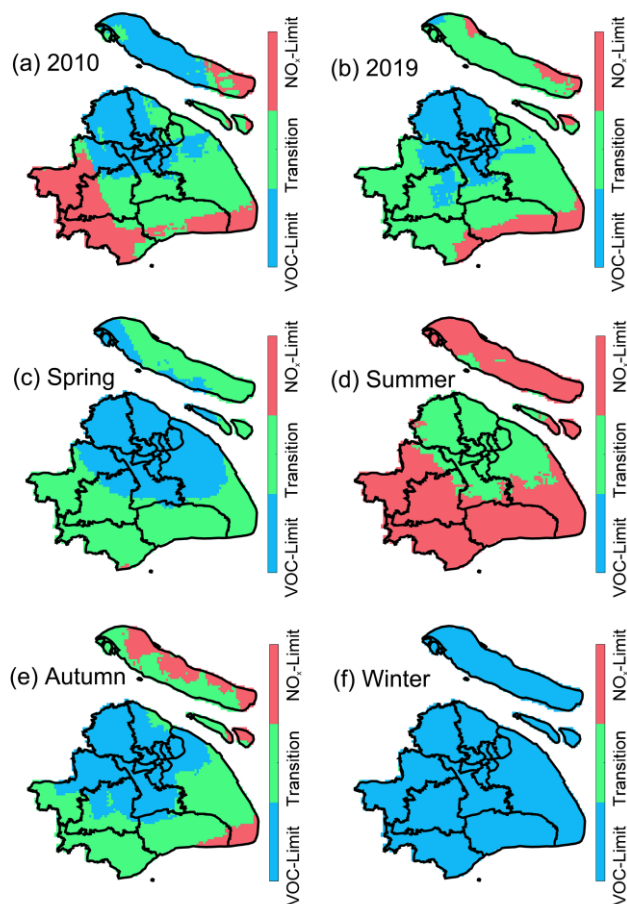 (a) 2010
VOC-Limit Transition NOₓ-Limit
(b) 2019
VOC-Limit Transition NOₓ-Limit
(c) Spring
VOC-Limit Transition NOₓ-Limit
(d) Summer
VOC-Limit Transition NOₓ-Limit
(e) Autumn
VOC-Limit Transition NOₓ-Limit
(f) Winter
VOC-Limit Transition NOₓ-Limit